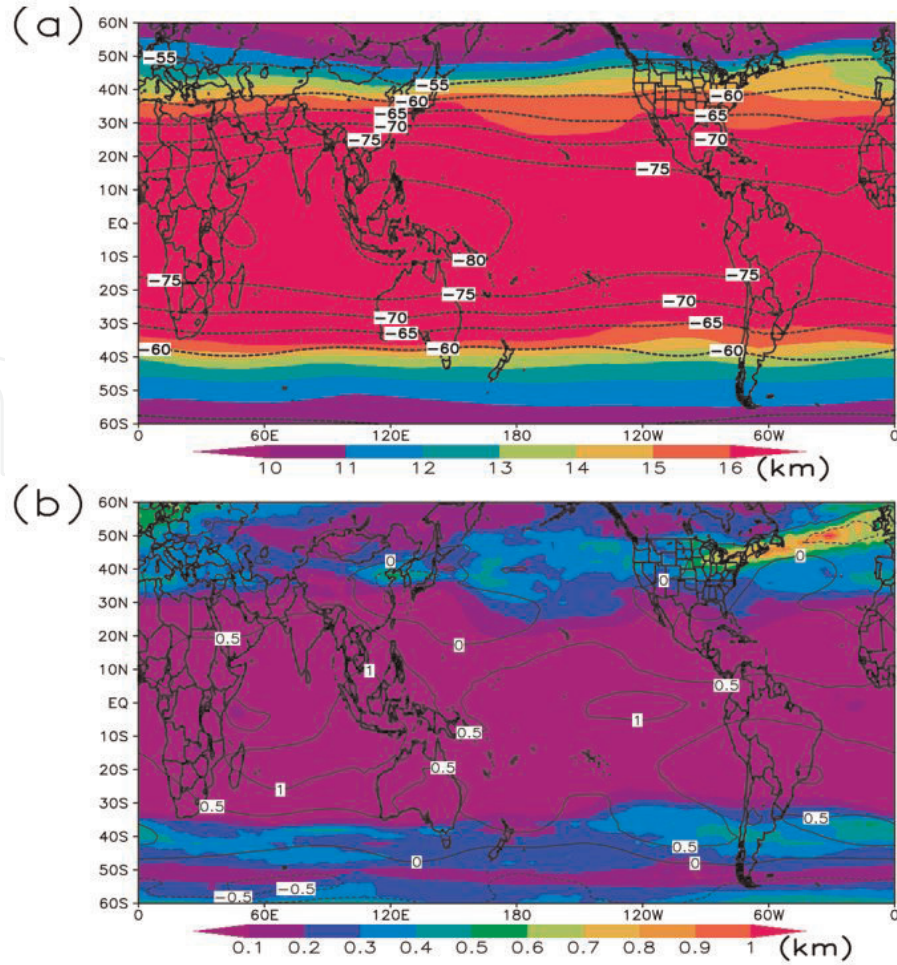 (a)
60N
50N
40N
30N
20N
10N
EQ
10S
20S
30S
40S
50S
60S
−55
−55
−60
−60
−65
−65
−70
−70
−75
−75
−80
−75
−75
−75
−70
−70
−65
−65
−60
−60
−60
0 60E 120E 180 120W 60W 0
10 11 12 13 14 15 16 (km)
(b)
60N
50N
40N
30N
20N
10N
EQ
10S
20S
30S
40S
50S
60S
0
0
0
0.5
0
1
0.5
1
0.5
0.5
1
0.5
0.5
0.5
0
0
−0.5
−0.5
0 60E 120E 180 120W 60W 0
0.1 0.2 0.3 0.4 0.5 0.6 0.7 0.8 0.9 1 (km)